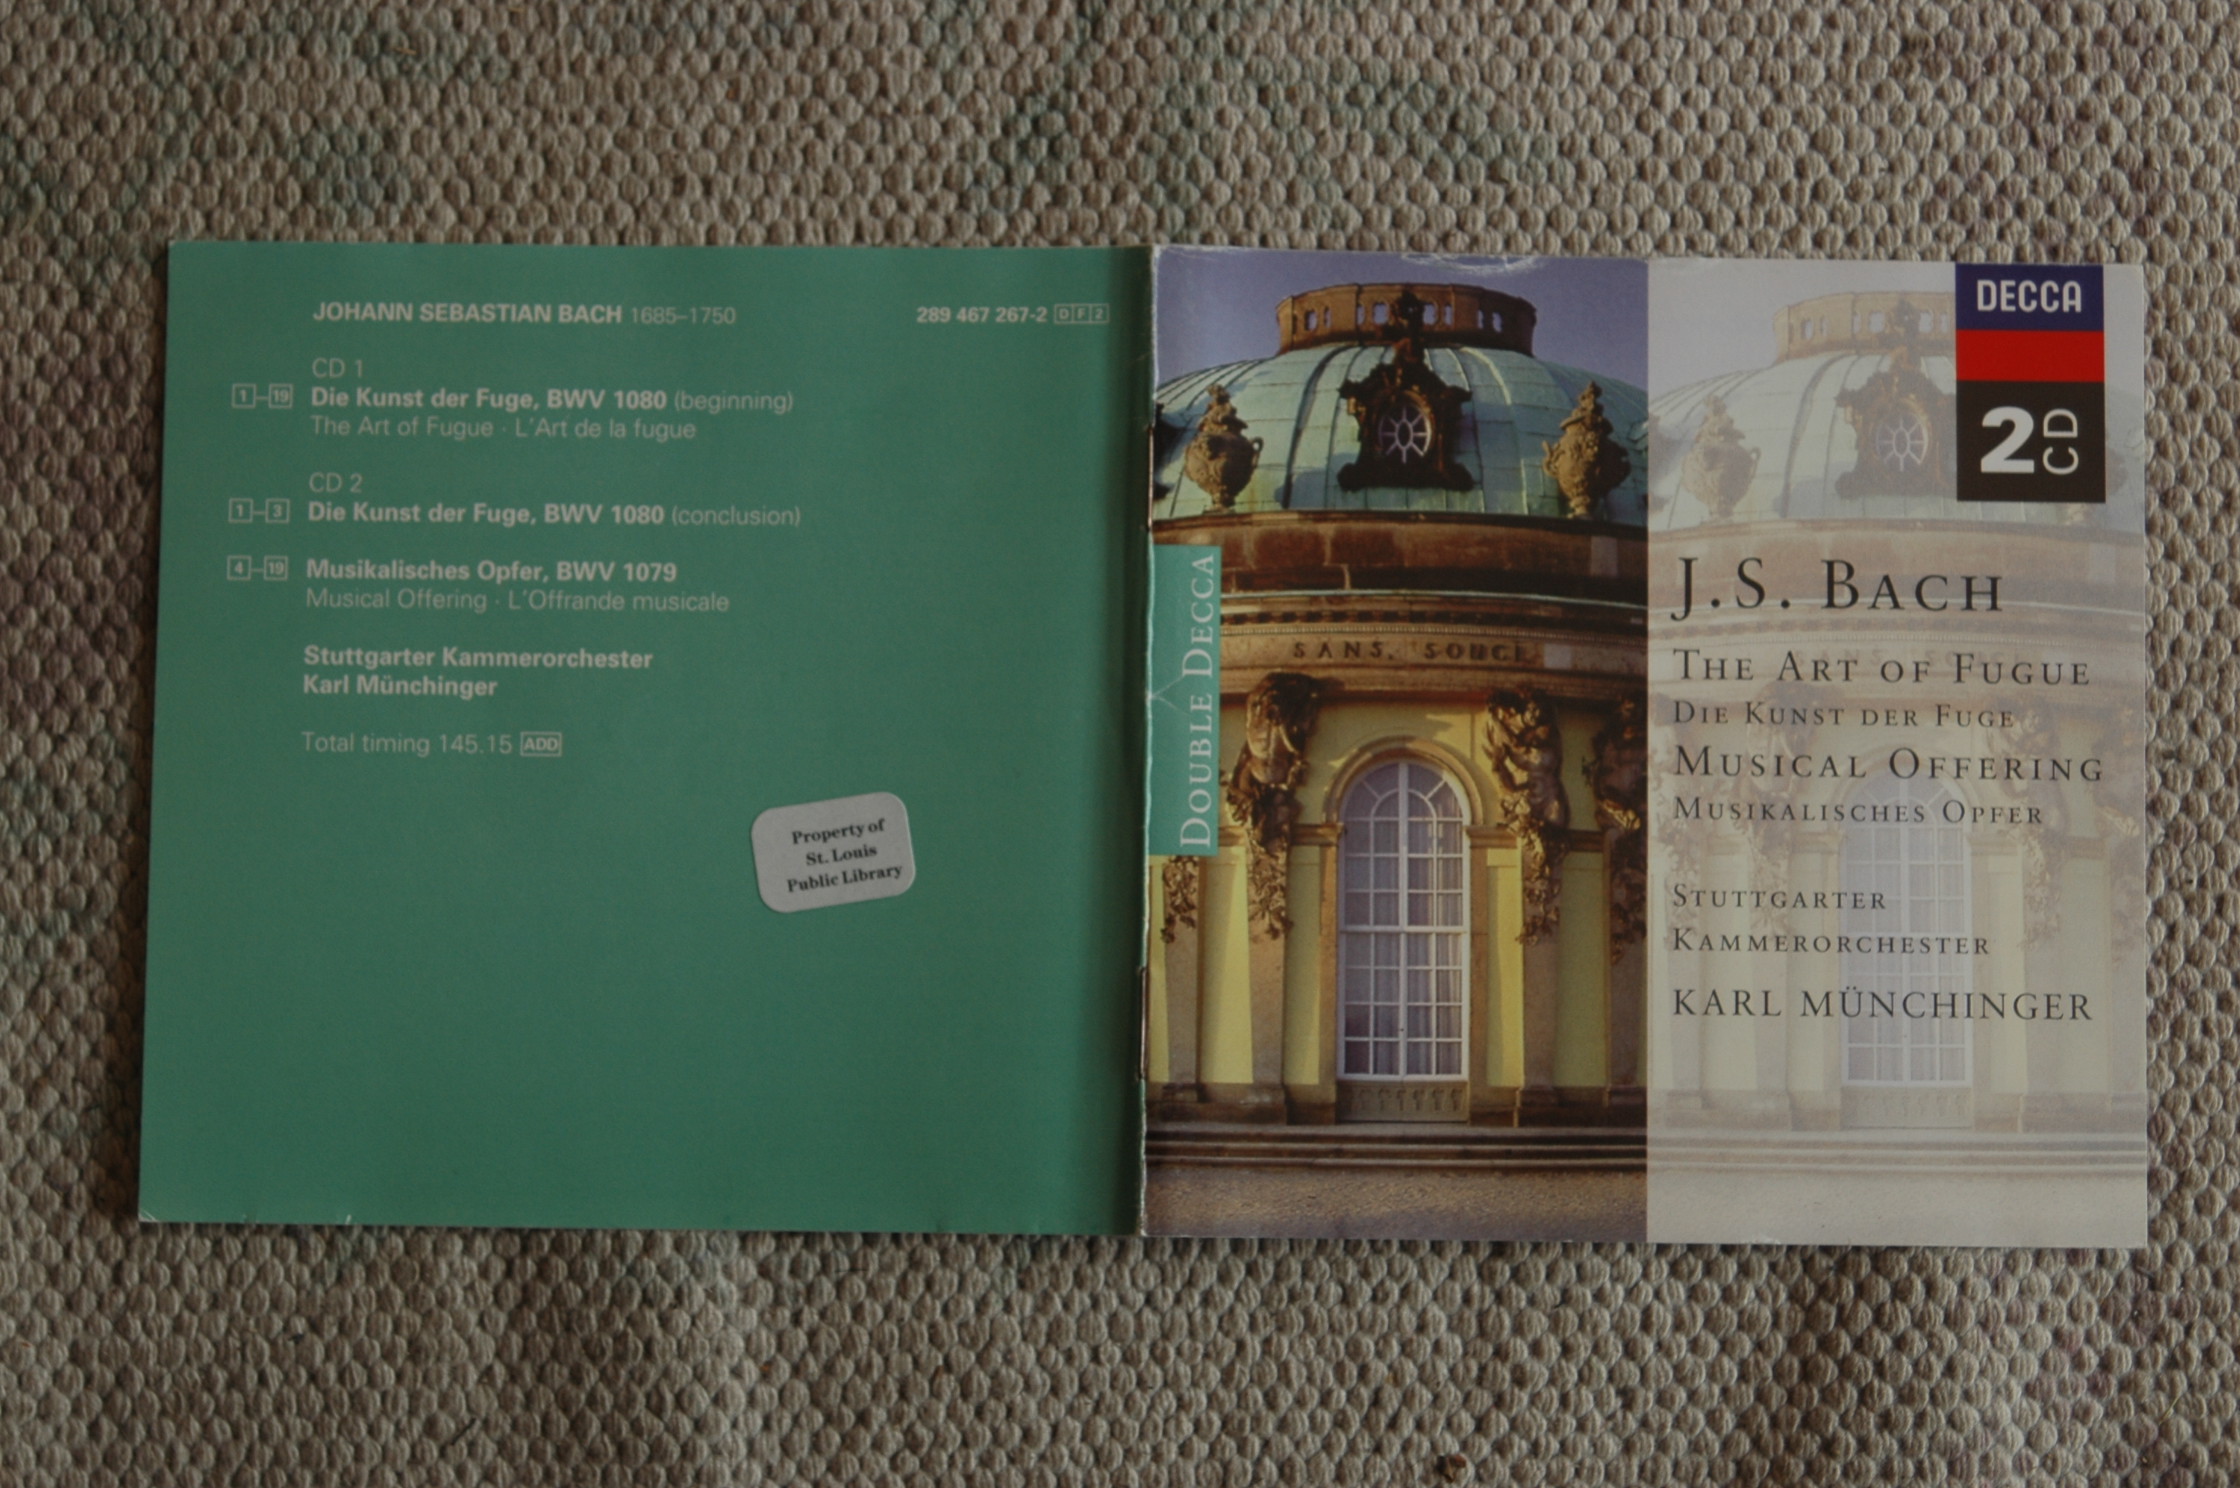 JOHANN SEBASTIAN BACH 1685–1750
289 467 267-2 DF2
CD 1
1–19 Die Kunst der Fuge, BWV 1080 (beginning)
The Art of Fugue · L'Art de la fugue
CD 2
1–3 Die Kunst der Fuge, BWV 1080 (conclusion)
4–19 Musikalisches Opfer, BWV 1079
Musical Offering · L'Offrande musicale
Stuttgarter Kammerorchester
Karl Münchinger
Total timing 145.15 ADD
Property of
St. Louis
Public Library
DOUBLE DECCA
SANS, SOUCI
DECCA
2CD
J.S. BACH
THE ART OF FUGUE
DIE KUNST DER FUGE
MUSICAL OFFERING
MUSIKALISCHES OPFER
STUTTGARTER
KAMMERORCHESTER
KARL MÜNCHINGER